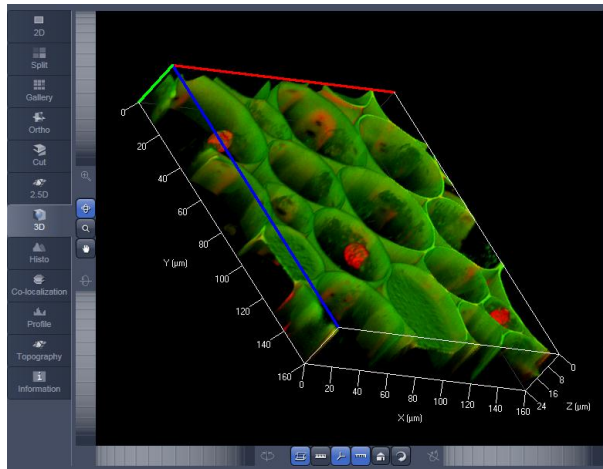 2D
Split
Gallery
Ortho
Cut
2.5D
3D
Histo
Co-localization
Profile
Topography
Information
0
20
40
60
80
100
120
140
160
Y (µm)
0
20
40
60
80
100
120
140
160
X (µm)
0
8
16
24
Z (µm)